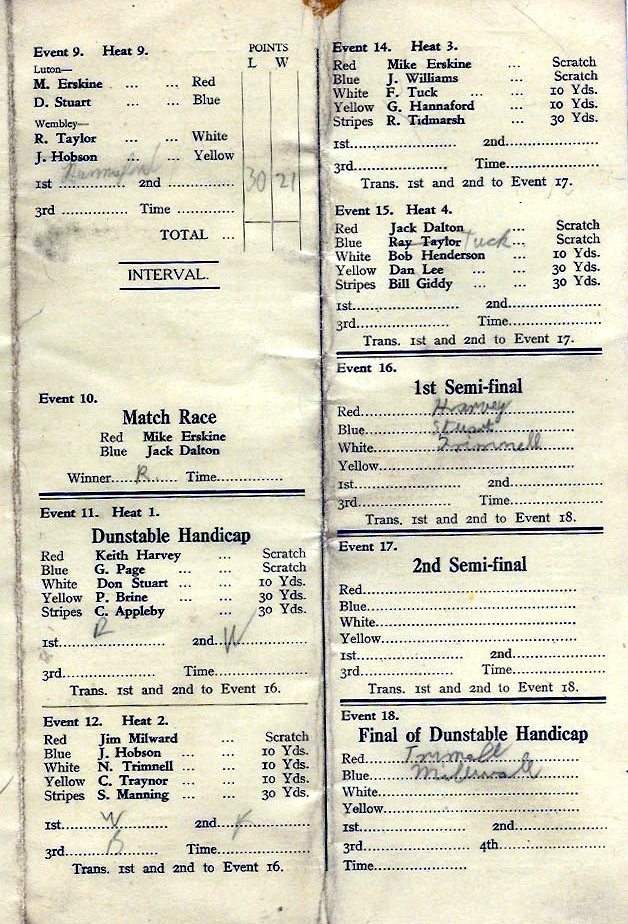 Event 9. Heat 9. POINTS
Luton— L W
M. Erskine ... ... Red
D. Stuart ... ... Blue
Wembley—
R. Taylor ... ... White
J. Hobson ... ... Yellow
1st .................. 2nd .................. 30 21
3rd .................. Time ..................
TOTAL ...
INTERVAL.
Event 10.
Match Race
Red Mike Erskine
Blue Jack Dalton
Winner......R...... Time..................
Event 11. Heat 1.
Dunstable Handicap
Red Keith Harvey ... Scratch
Blue G. Page ... ... Scratch
White Don Stuart ... ... 10 Yds.
Yellow P. Brine ... ... 30 Yds.
Stripes C. Appleby ... 30 Yds.
1st.........R......... 2nd.........W.........
3rd.................. Time..................
Trans. 1st and 2nd to Event 16.
Event 12. Heat 2.
Red Jim Milward ... Scratch
Blue J. Hobson ... ... 10 Yds.
White N. Trimnell ... ... 10 Yds.
Yellow C. Traynor ... ... 10 Yds.
Stripes S. Manning ... ... 30 Yds.
1st.........W......... 2nd.........Y.........
3rd.........B......... Time..................
Trans. 1st and 2nd to Event 16.
Event 14. Heat 3.
Red Mike Erskine ... Scratch
Blue J. Williams ... Scratch
White F. Tuck ... ... 10 Yds.
Yellow G. Hannaford ... 10 Yds.
Stripes R. Tidmarsh ... 30 Yds.
1st.................. 2nd..................
3rd.................. Time..................
Trans. 1st and 2nd to Event 17.
Event 15. Heat 4.
Red Jack Dalton ... Scratch
Blue Ray Taylor Tuck ... Scratch
White Bob Henderson ... 10 Yds.
Yellow Dan Lee ... ... 30 Yds.
Stripes Bill Giddy ... ... 30 Yds.
1st.................. 2nd..................
3rd.................. Time..................
Trans. 1st and 2nd to Event 17.
Event 16.
1st Semi-final
Red.........Harvey.........
Blue.........Stuart.........
White.........Trimnell.........
Yellow..................
1st.................. 2nd..................
3rd.................. Time..................
Trans. 1st and 2nd to Event 18.
Event 17.
2nd Semi-final
Red..................
Blue..................
White..................
Yellow..................
1st.................. 2nd..................
3rd.................. Time..................
Trans. 1st and 2nd to Event 18.
Event 18.
Final of Dunstable Handicap
Red..................
Blue..................
White..................
Yellow..................
1st.................. 2nd..................
3rd.................. 4th..................
Time..................